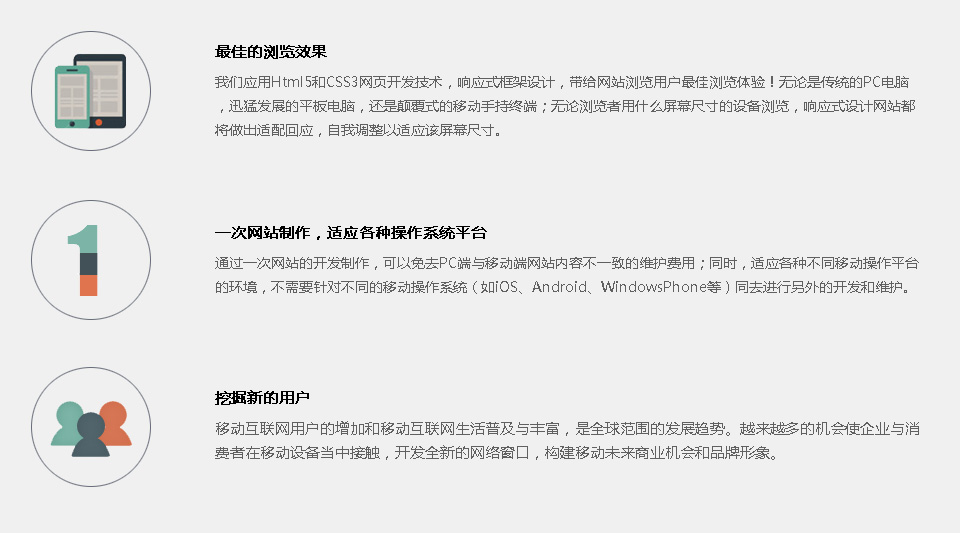 最佳的浏览效果
我们应用Html5和CSS3网页开发技术，响应式框架设计，带给网站浏览用户最佳浏览体验！无论是传统的PC电脑
，迅猛发展的平板电脑，还是颠覆式的移动手持终端；无论浏览者用什么屏幕尺寸的设备浏览，响应式设计网站都
将做出适配回应，自我调整以适应该屏幕尺寸。
1
一次网站制作，适应各种操作系统平台
通过一次网站的开发制作，可以免去PC端与移动端网站内容不一致的维护费用；同时，适应各种不同移动操作平台
的环境，不需要针对不同的移动操作系统（如iOS、Android、WindowsPhone等）同去进行另外的开发和维护。
挖掘新的用户
移动互联网用户的增加和移动互联网生活普及与丰富，是全球范围的发展趋势。越来越多的机会使企业与消
费者在移动设备当中接触，开发全新的网络窗口，构建移动未来商业机会和品牌形象。